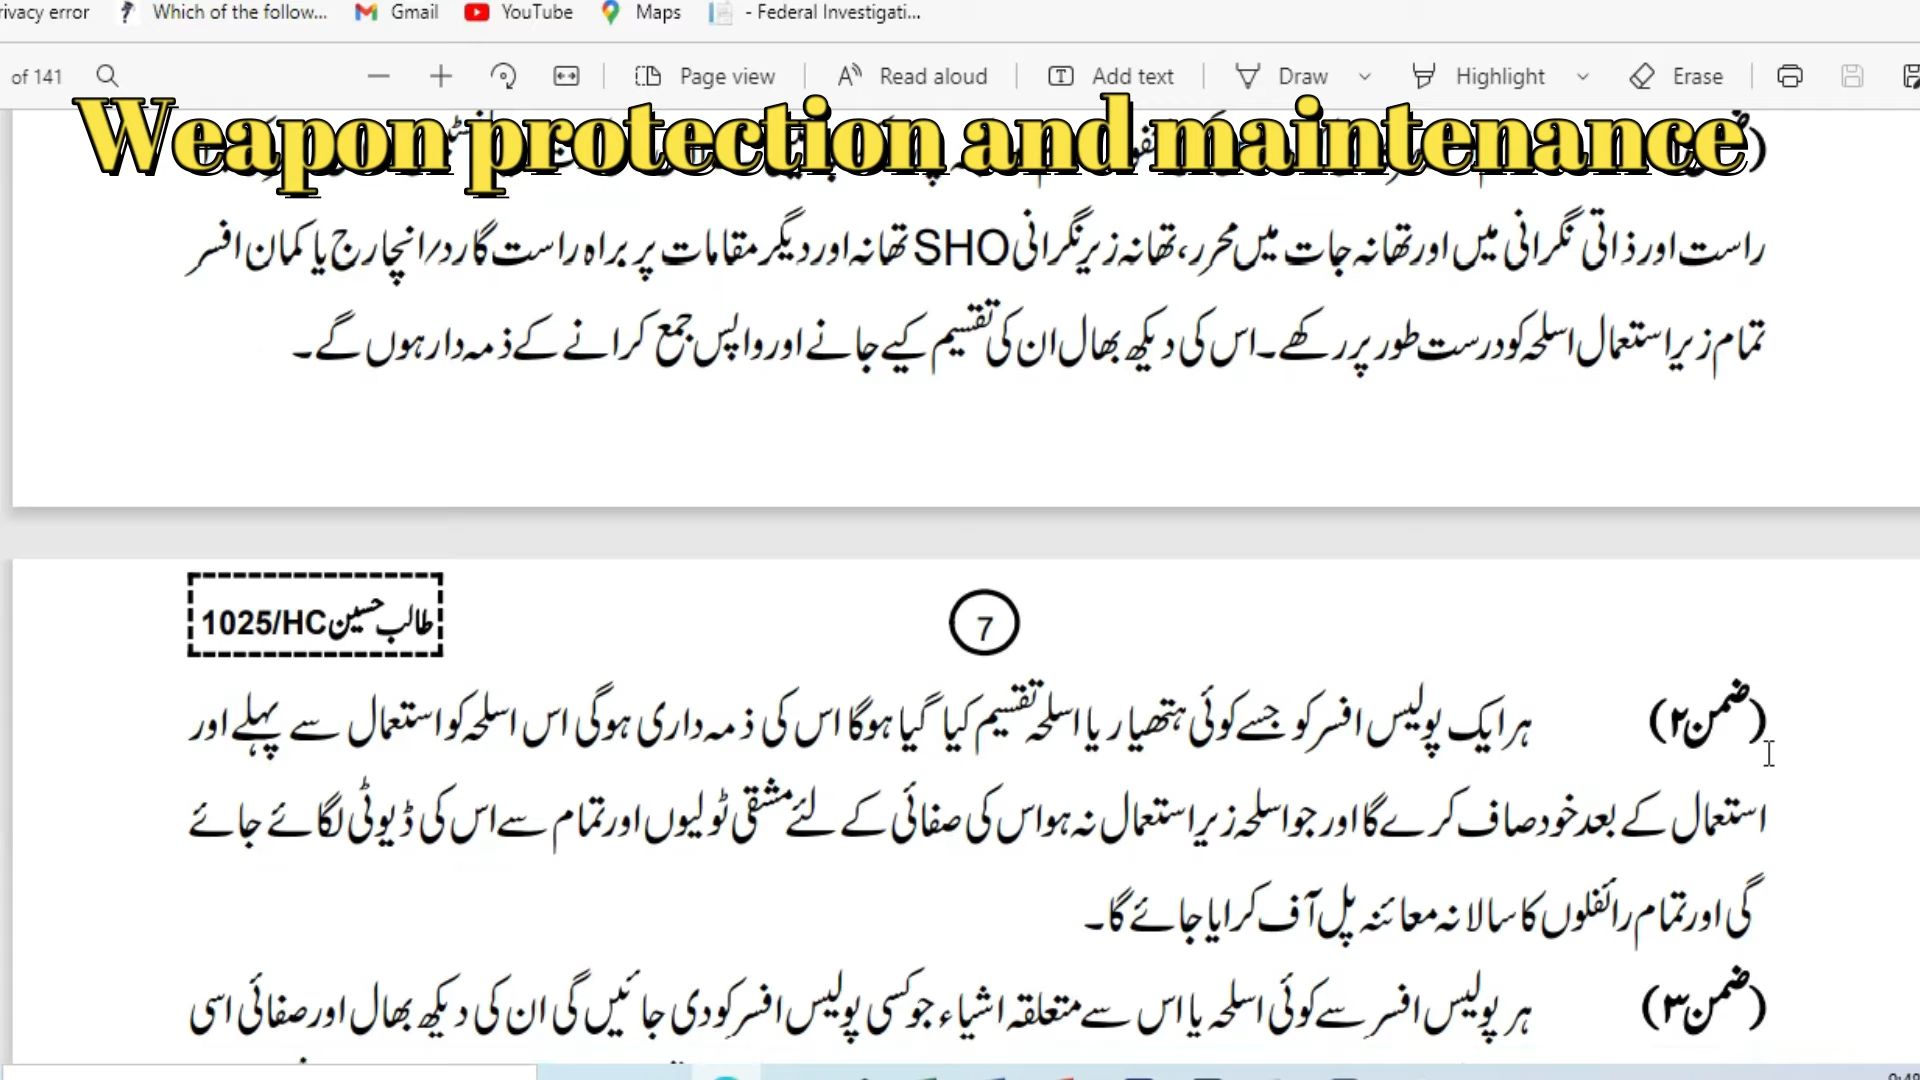 rivacy error Which of the follow... Gmail YouTube Maps - Federal Investigati...
of 141 Page view Read aloud Add text Draw Highlight Erase
Weapon protection and maintenance
راست اور ذاتی نگرانی میں اور تھانہ جات میں محرر، تھانہ زیر نگرانی SHO تھانہ اور دیگر مقامات پر براہ راست گارد/انچارج یا کمان افسر
تمام زیر استعمال اسلحہ کو درست طور پر رکھے۔ اس کی دیکھ بھال ان کی تقسیم کیے جانے اور واپس جمع کرانے کے ذمہ دار ہوں گے۔
طالب حسین 1025/HC
7
(ضمن۲) ہر ایک پولیس افسر کو جسے کوئی ہتھیار یا اسلحہ تقسیم کیا گیا ہوگا اس کی ذمہ داری ہوگی اس اسلحہ کو استعمال سے پہلے اور
استعمال کے بعد خود صاف کرے گا اور جو اسلحہ زیر استعمال نہ ہو اس کی صفائی کے لئے مشقی ٹولیوں اور تمام سے اس کی ڈیوٹی لگائے جائے
گی اور تمام رائفلوں کا سالانہ معائنہ پل آف کرایا جائے گا۔
(ضمن۳) ہر پولیس افسر سے کوئی اسلحہ یا اس سے متعلقہ اشیاء جو کسی پولیس افسر کو دی جائیں گی ان کی دیکھ بھال اور صفائی اسی